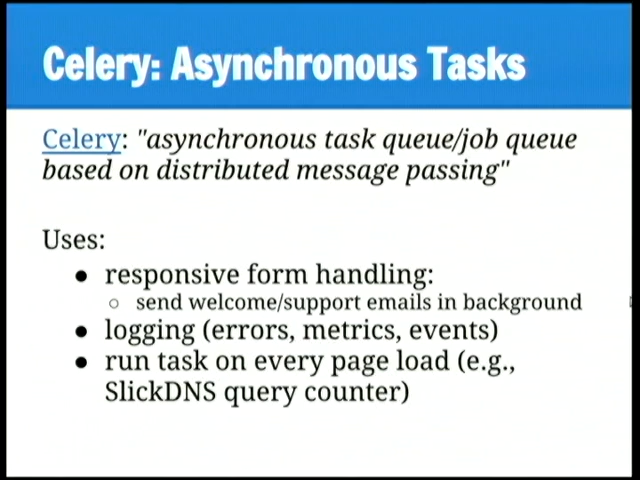 Celery: Asynchronous Tasks
Celery: "asynchronous task queue/job queue
based on distributed message passing"
Uses:
● responsive form handling:
○ send welcome/support emails in background
● logging (errors, metrics, events)
● run task on every page load (e.g.,
SlickDNS query counter)